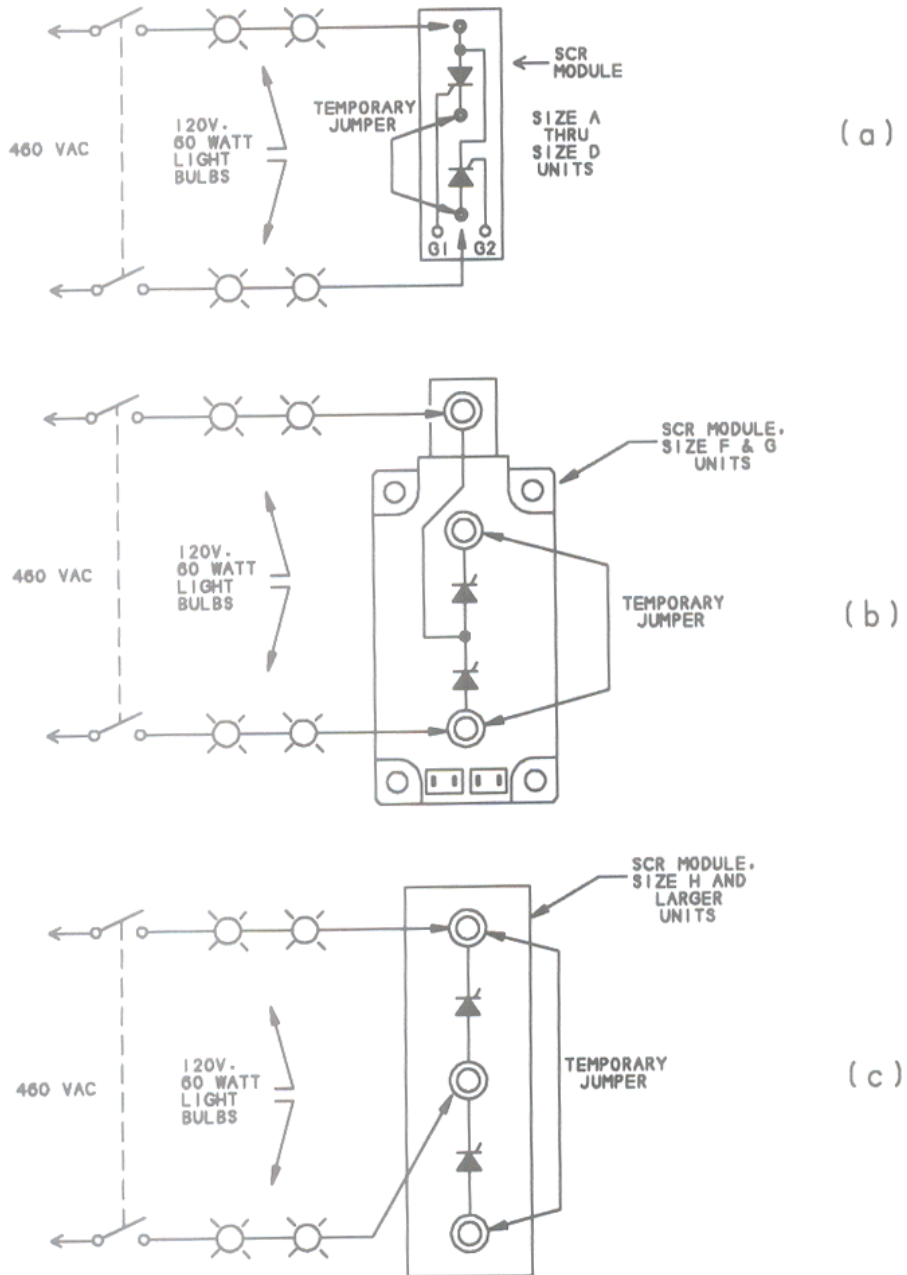 SCR
MODULE
TEMPORARY
JUMPER
SIZE A
THRU
SIZE D
UNITS
120V.
60 WATT
LIGHT
BULBS
460 VAC
G1 G2
(a)
SCR MODULE.
SIZE F & G
UNITS
120V.
60 WATT
LIGHT
BULBS
460 VAC
TEMPORARY
JUMPER
(b)
SCR MODULE.
SIZE H AND
LARGER
UNITS
120V.
60 WATT
LIGHT
BULBS
460 VAC
TEMPORARY
JUMPER
(c)